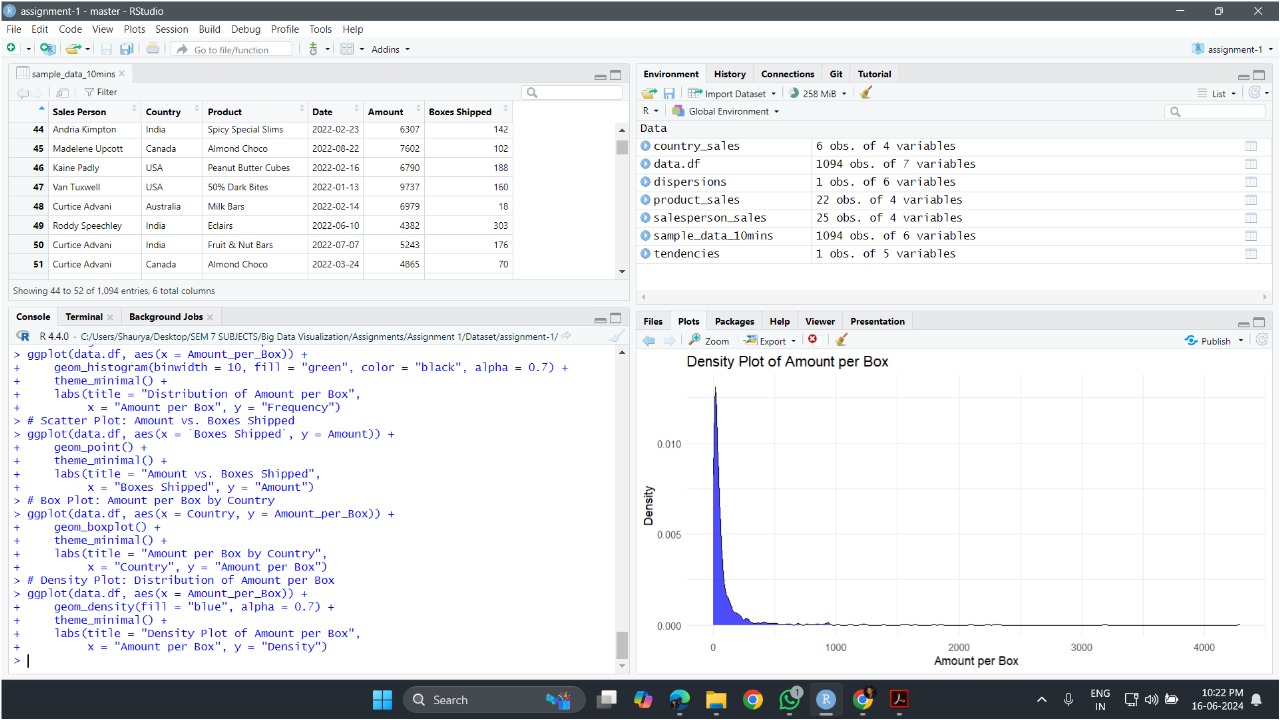 assignment-1 - master - RStudio
File Edit Code View Plots Session Build Debug Profile Tools Help
Go to file/function Addins assignment-1
sample_data_10mins
Filter
Sales Person Country Product Date Amount Boxes Shipped
44 Andria Kimpton India Spicy Special Slims 2022-02-23 6307 142
45 Madelene Upcott Canada Almond Choco 2022-08-22 7602 102
46 Kaine Padly USA Peanut Butter Cubes 2022-02-16 6790 188
47 Van Tuxwell USA 50% Dark Bites 2022-01-13 9737 160
48 Curtice Advani Australia Milk Bars 2022-02-14 6979 18
49 Roddy Speechley India Eclairs 2022-06-10 4382 303
50 Curtice Advani India Fruit & Nut Bars 2022-07-07 5243 176
51 Curtice Advani Canada Almond Choco 2022-03-24 4865 70
Showing 44 to 52 of 1,094 entries, 6 total columns
Console Terminal Background Jobs
R 4.4.0 · C:/Users/Shaurya/Desktop/SEM 7 SUBJECTS/Big Data Visualization/Assignments/Assignment 1/Dataset/assignment-1/
> ggplot(data.df, aes(x = Amount_per_Box)) +
+ geom_histogram(binwidth = 10, fill = "green", color = "black", alpha = 0.7) +
+ theme_minimal() +
+ labs(title = "Distribution of Amount per Box",
+ x = "Amount per Box", y = "Frequency")
> # Scatter Plot: Amount vs. Boxes Shipped
> ggplot(data.df, aes(x = `Boxes Shipped`, y = Amount)) +
+ geom_point() +
+ theme_minimal() +
+ labs(title = "Amount vs. Boxes Shipped",
+ x = "Boxes Shipped", y = "Amount")
> # Box Plot: Amount per Box by Country
> ggplot(data.df, aes(x = Country, y = Amount_per_Box)) +
+ geom_boxplot() +
+ theme_minimal() +
+ labs(title = "Amount per Box by Country",
+ x = "Country", y = "Amount per Box")
> # Density Plot: Distribution of Amount per Box
> ggplot(data.df, aes(x = Amount_per_Box)) +
+ geom_density(fill = "blue", alpha = 0.7) +
+ theme_minimal() +
+ labs(title = "Density Plot of Amount per Box",
+ x = "Amount per Box", y = "Density")
>
Environment History Connections Git Tutorial
Import Dataset 258 MiB List
R Global Environment
Data
country_sales 6 obs. of 4 variables
data.df 1094 obs. of 7 variables
dispersions 1 obs. of 6 variables
product_sales 22 obs. of 4 variables
salesperson_sales 25 obs. of 4 variables
sample_data_10mins 1094 obs. of 6 variables
tendencies 1 obs. of 5 variables
Files Plots Packages Help Viewer Presentation
Zoom Export Publish
Density Plot of Amount per Box
0.010
0.005
0.000
Density
0 1000 2000 3000 4000
Amount per Box
Search
1
ENG
IN
10:22 PM
16-06-2024